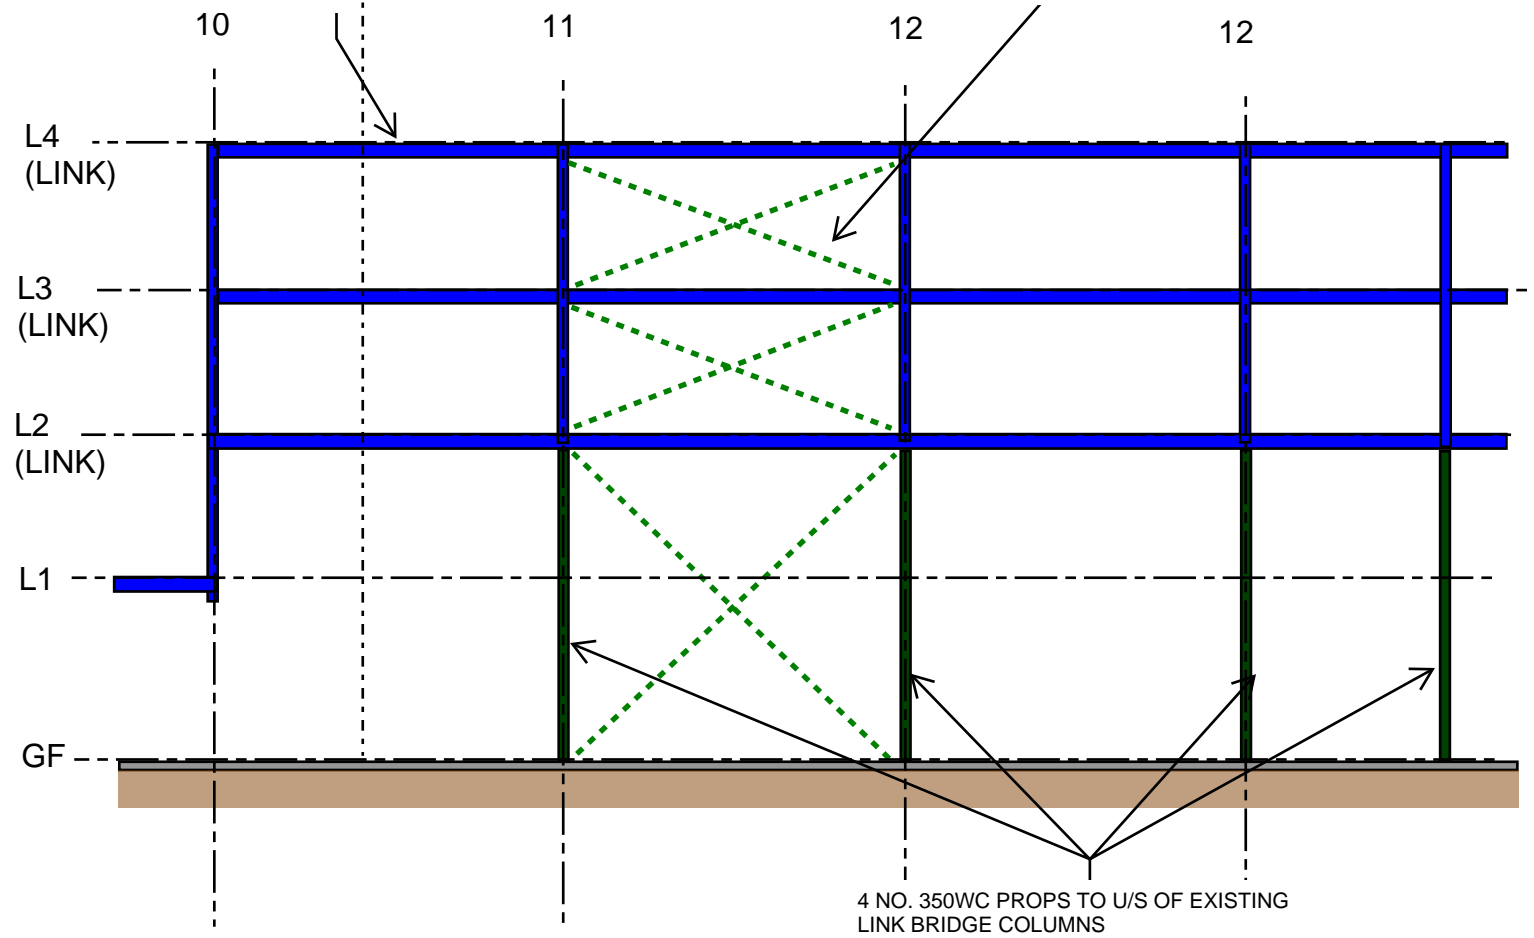 10
11
12
12
L4
(LINK)
L3
(LINK)
L2
(LINK)
L1
GF
4 NO. 350WC PROPS TO U/S OF EXISTING
LINK BRIDGE COLUMNS